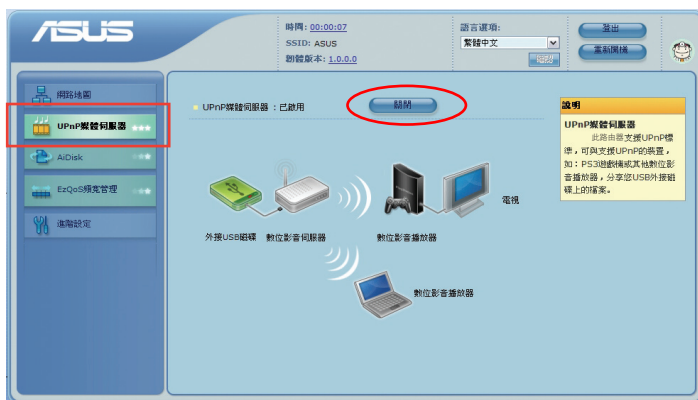 ASUS
時間: 00:00:07
SSID: ASUS
韌體版本: 1.0.0.0
語言選項:
繁體中文
登出
重新開機
網路地圖
UPnP媒體伺服器
AiDisk
EzQoS頻寬管理
進階設定
UPnP媒體伺服器 : 已啟用
關閉
外接USB磁碟
數位影音伺服器
數位影音播放器
電視
數位影音播放器
說明
UPnP媒體伺服器
此路由器支援UPnP標
準，可與支援UPnP的裝置，
如：PS3遊戲機或其他數位影
音播放器，分享您USB外接磁
碟上的檔案。